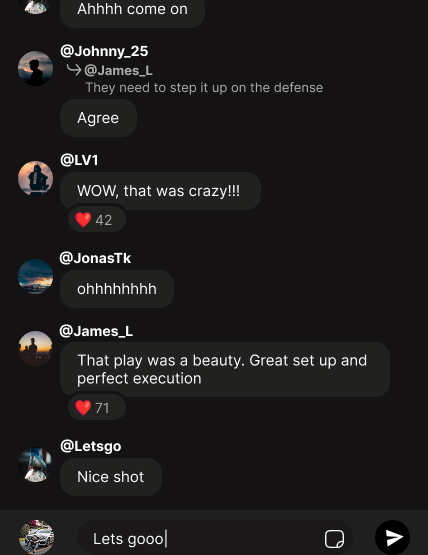 Ahhhh come on
@Johnny_25
@James_L
They need to step it up on the defense
Agree
@LV1
WOW, that was crazy!!!
42
@JonasTk
ohhhhhhhh
@James_L
That play was a beauty. Great set up and
perfect execution
71
@Letsgo
Nice shot
Lets gooo